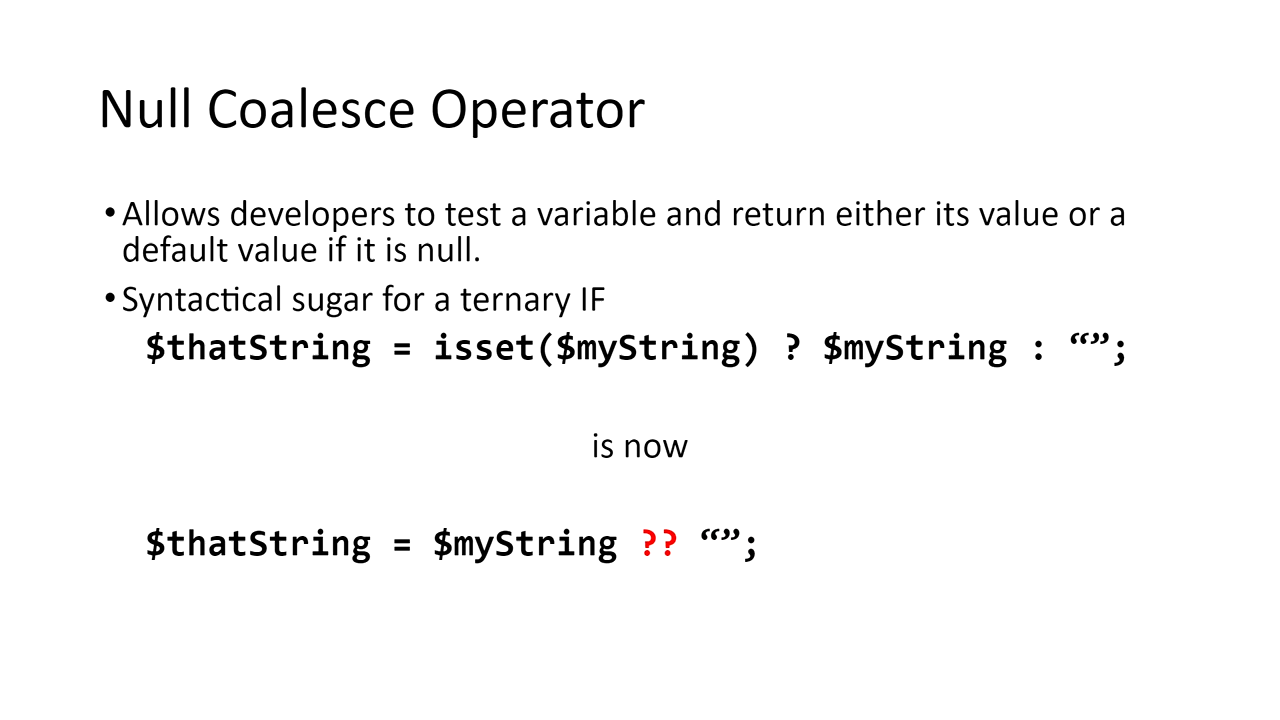 Null Coalesce Operator
•Allows developers to test a variable and return either its value or a
default value if it is null.
•Syntactical sugar for a ternary IF
$thatString = isset($myString) ? $myString : “”;
is now
$thatString = $myString ?? “”;